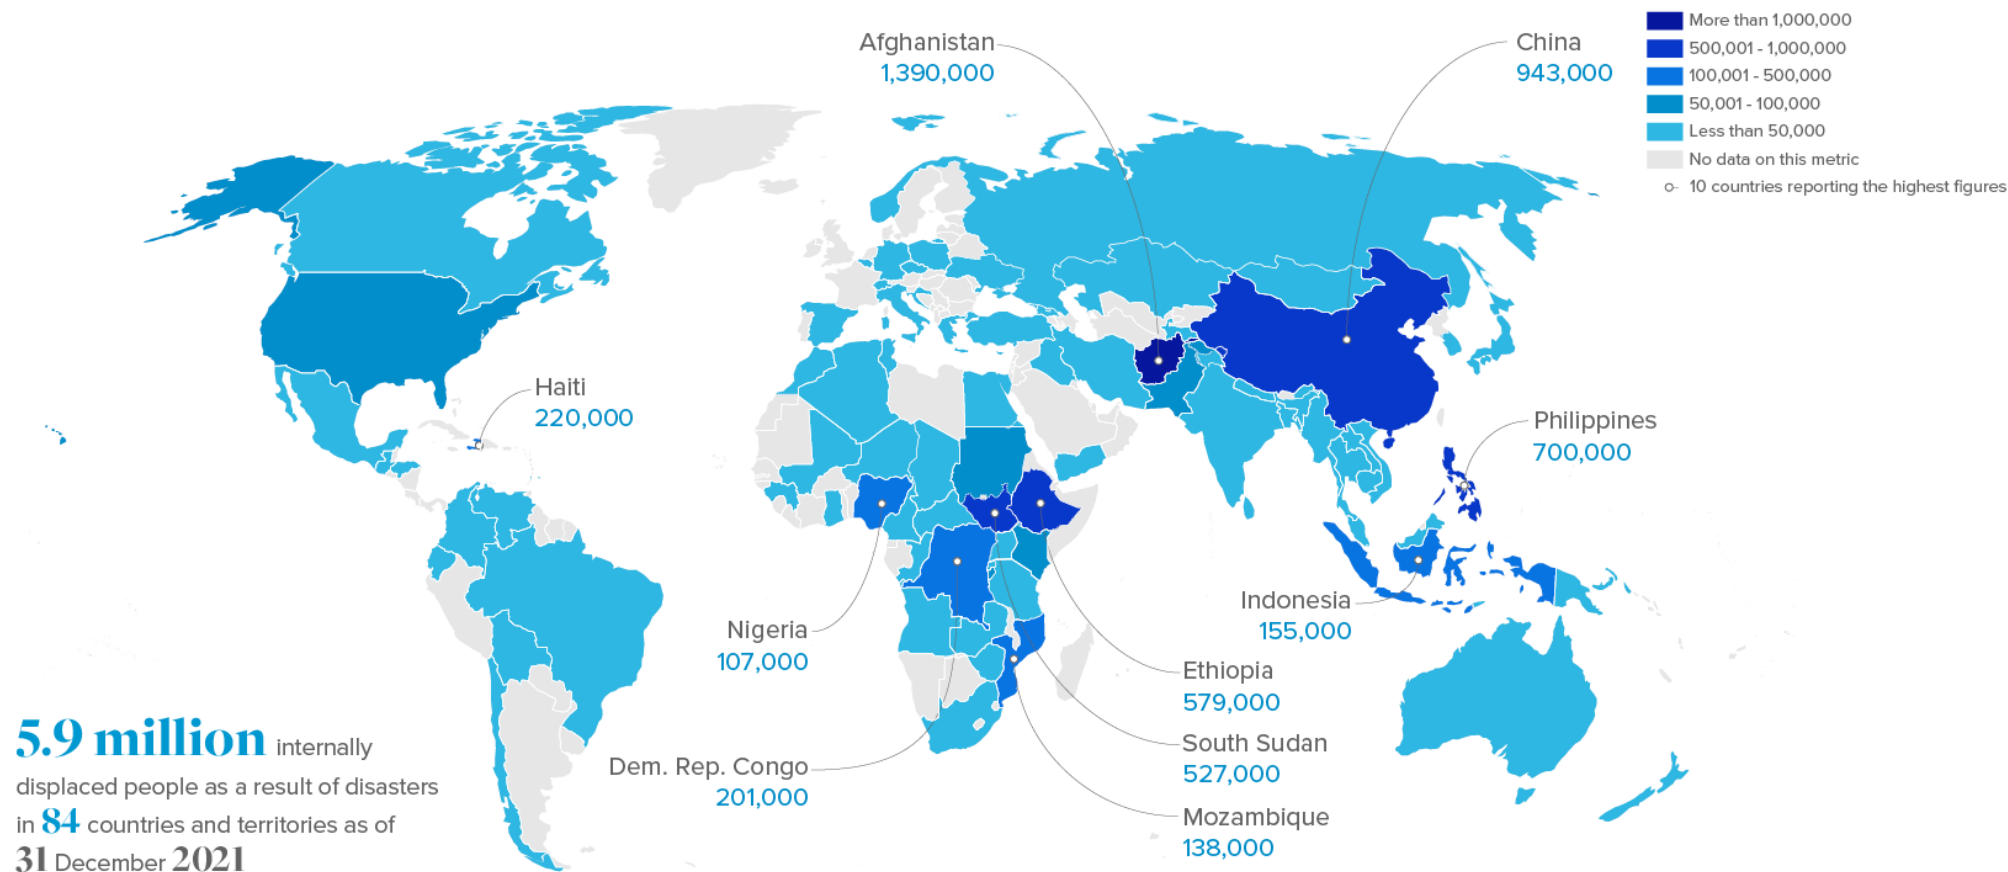 Afghanistan
1,390,000
China
943,000
More than 1,000,000
500,001 - 1,000,000
100,001 - 500,000
50,001 - 100,000
Less than 50,000
No data on this metric
10 countries reporting the highest figures
Haiti
220,000
Philippines
700,000
Indonesia
155,000
Nigeria
107,000
Ethiopia
579,000
South Sudan
527,000
Dem. Rep. Congo
201,000
Mozambique
138,000
5.9 million internally
displaced people as a result of disasters
in 84 countries and territories as of
31 December 2021